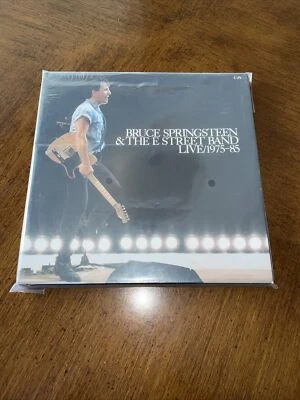 BRUCE SPRINGSTEEN
& THE E STREET BAND
LIVE/1975–85